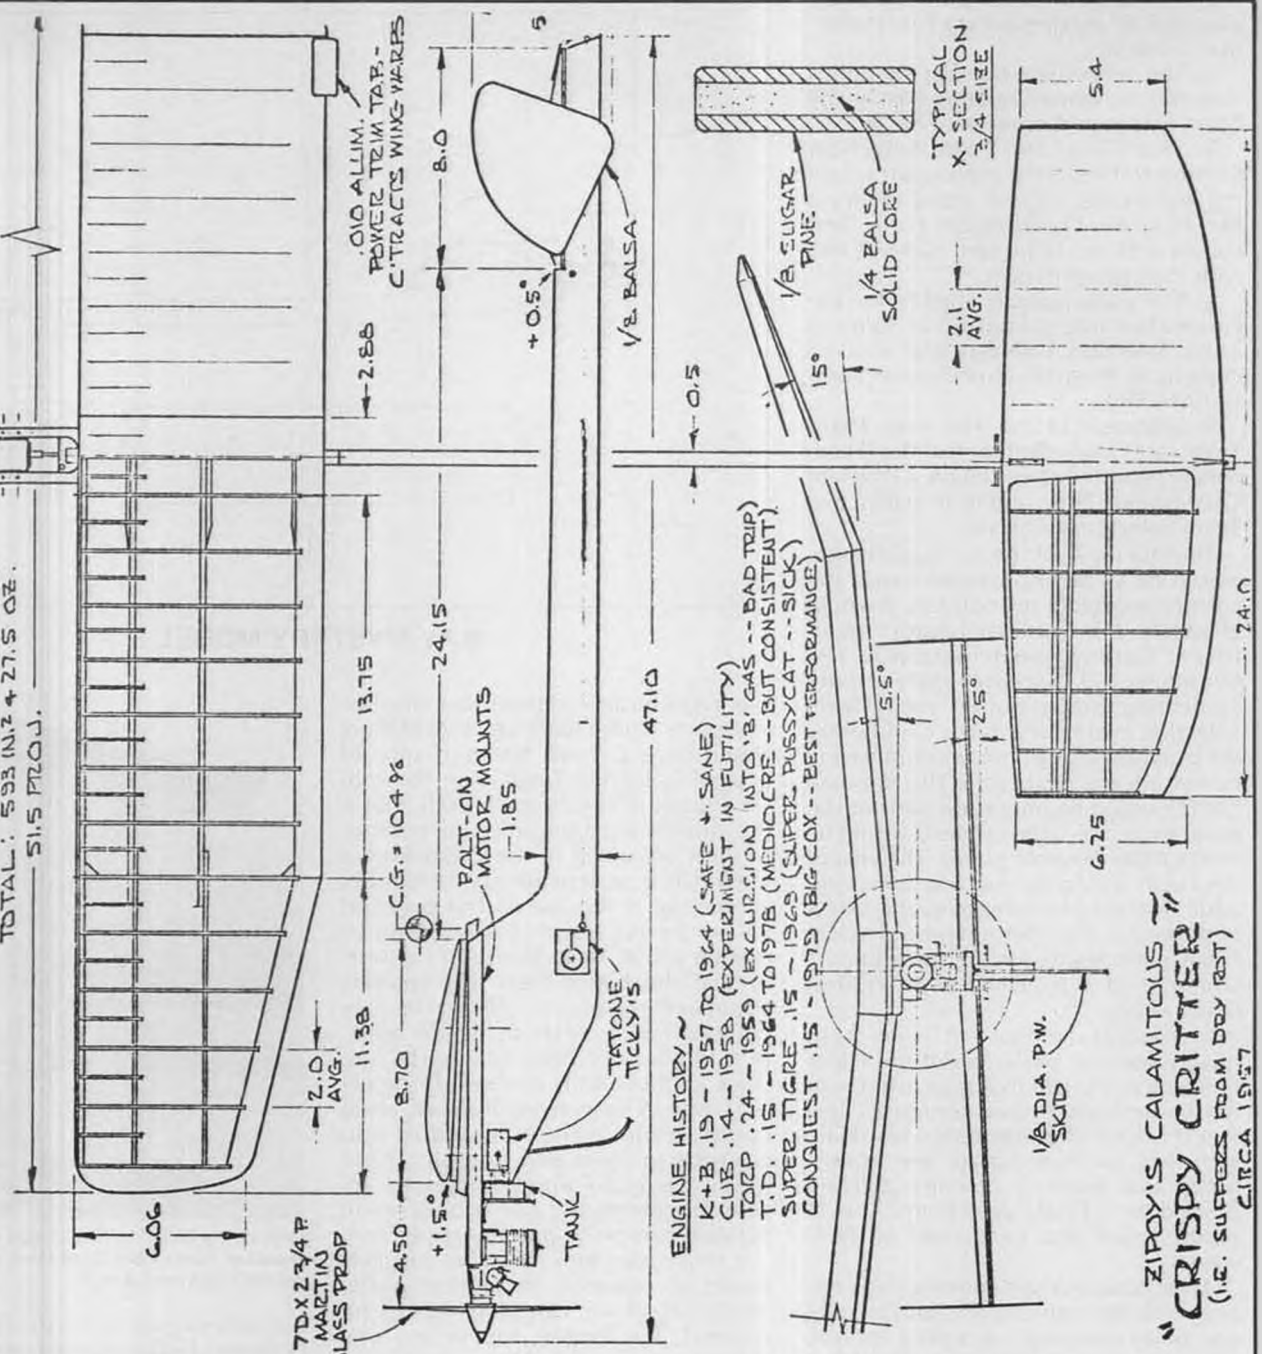 TOTAL: 593 IN.² & 27.5 OZ.
51.5 PROJ.
.010 ALUM.
POWER TRIM TAB,-
C'TRACTS WING WARPS
2.88
13.75
11.38
2.0
AVG.
6.06
7D X 2 3/4 P.
MARTIN
PROP
5
8.0
+0.5°
1/8 BALSA
24.15
C.G. = 104%
BOLT-ON
MOTOR MOUNTS
1.85
8.70
4.50
+1.5°
TANK
TATONE
TICKY'S
47.10
0.5
1/8 SUGAR
PINE
1/4 BALSA
SOLID CORE
TYPICAL
X-SECTION
3/4 SIZE
15°
5.5°
2.5°
2.1
AVG.
5.4
24.0
6.25
ENGINE HISTORY ~
K+B .15 - 1957 TO 1964 (SAFE & SANE)
CUB .14 - 1958 (EXPERIMENT IN FUTILITY)
TORP .24 - 1959 (EXCURSION INTO 'B' GAS -- BAD TRIP)
T.D. .15 - 1964 TO 1978 (MEDIOCRE -- BUT CONSISTENT)
SUPER TIGRE .15 - 1969 (SUPER PUSSYCAT -- SICK)
CONQUEST .15 - 1979 (BIG COX -- BEST PERFORMANCE)
1/8 DIA. P.W.
SKID
ZIPOY'S CALAMITOUS ~
"CRISPY CRITTER"
(I.E. SUFFERS FROM DRY ROT)
CIRCA 1957